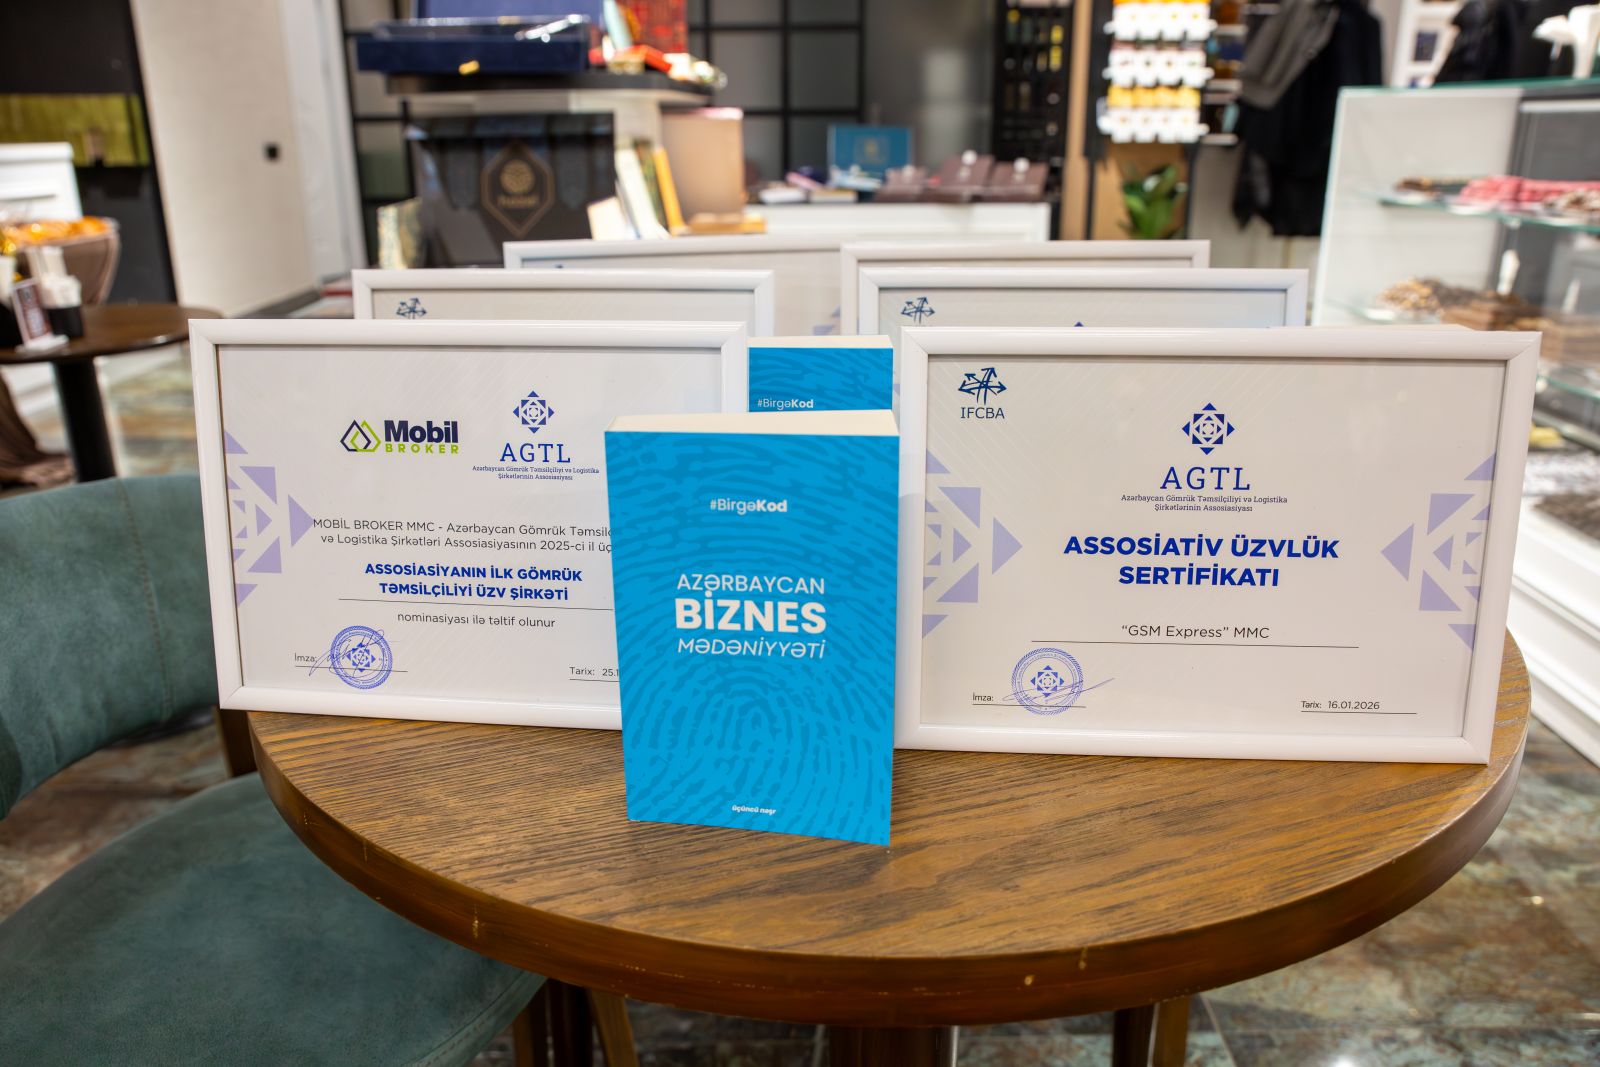 Mobil
BROKER
AGTL
Azərbaycan Gömrük Təmsilçiliyi və Logistika
Şirkətlərinin Assosiasiyası
MOBİL BROKER MMC - Azərbaycan Gömrük
və Logistika Şirkətləri Assosiasiyasının 2025-ci il
ASSOSİASİYANIN İLK GÖMRÜK
TƏMSİLÇİLİYİ ÜZV ŞİRKƏTİ
nominasiyası ilə təltif olunur
İmza:
Tarix:
#BirgəKod
#BirgəKod
AZƏRBAYCAN
BİZNES
MƏDƏNİYYƏTİ
üçüncü nəşr
IFCBA
AGTL
Azərbaycan Gömrük Təmsilçiliyi və Logistika
Şirkətlərinin Assosiasiyası
ASSOSİATİV ÜZVLÜK
SERTİFİKATI
“GSM Express” MMC
İmza:
Tarix: 16.01.2026